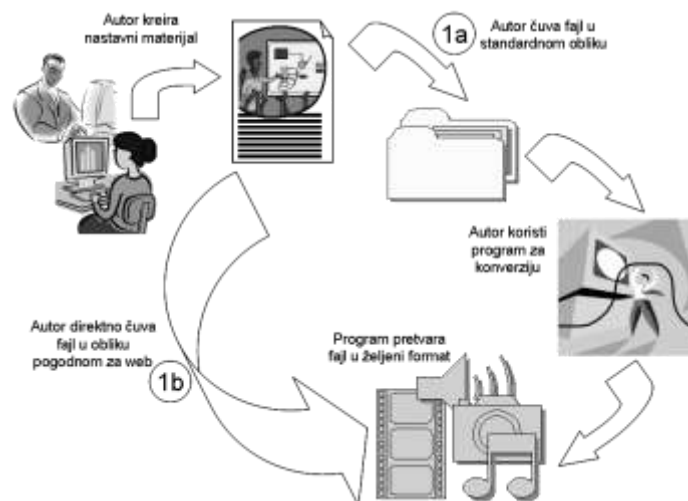 Autor kreira
nastavni materijal
1a
Autor čuva fajl u
standardnom obliku
Autor koristi
program za
konverziju
Autor direktno čuva
fajl u obliku
pogodnom za web
1b
Program pretvara
fajl u željeni format